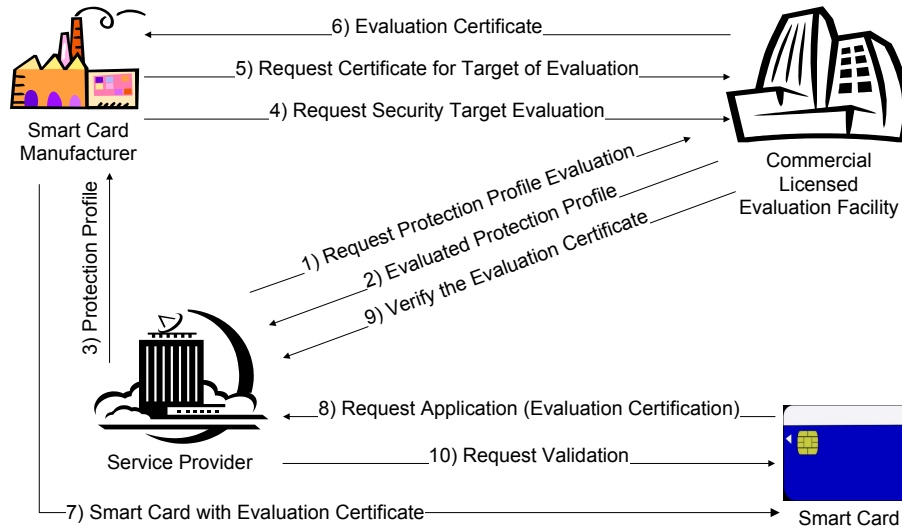 6) Evaluation Certificate
5) Request Certificate for Target of Evaluation
4) Request Security Target Evaluation
Smart Card
Manufacturer
Commercial
Licensed
Evaluation Facility
3) Protection Profile
1) Request Protection Profile Evaluation
2) Evaluated Protection Profile
9) Verify the Evaluation Certificate
8) Request Application (Evaluation Certification)
Service Provider
10) Request Validation
7) Smart Card with Evaluation Certificate
Smart Card